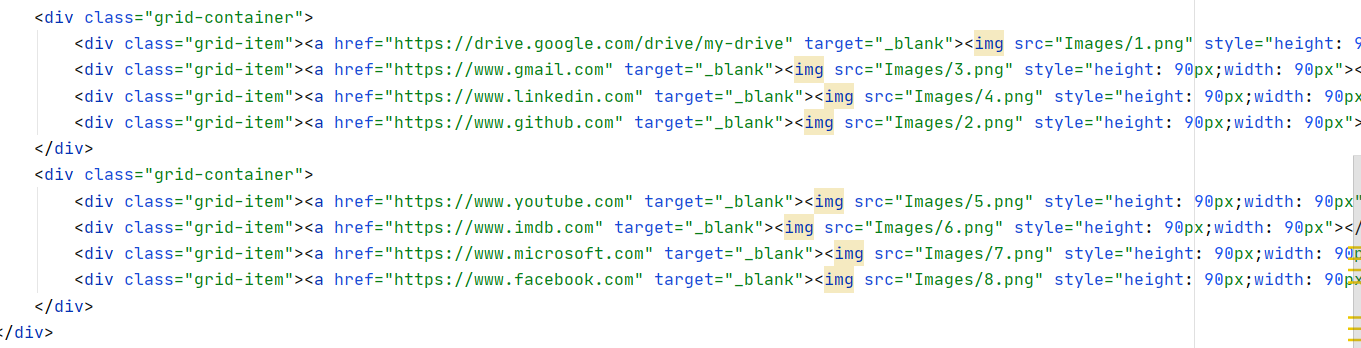 <div class="grid-container">
<div class="grid-item"><a href="https://drive.google.com/drive/my-drive" target="_blank"><img src="Images/1.png" style="height: 9
<div class="grid-item"><a href="https://www.gmail.com" target="_blank"><img src="Images/3.png" style="height: 90px;width: 90px"><
<div class="grid-item"><a href="https://www.linkedin.com" target="_blank"><img src="Images/4.png" style="height: 90px;width: 90px
<div class="grid-item"><a href="https://www.github.com" target="_blank"><img src="Images/2.png" style="height: 90px;width: 90px">
</div>
<div class="grid-container">
<div class="grid-item"><a href="https://www.youtube.com" target="_blank"><img src="Images/5.png" style="height: 90px;width: 90px"
<div class="grid-item"><a href="https://www.imdb.com" target="_blank"><img src="Images/6.png" style="height: 90px;width: 90px"></
<div class="grid-item"><a href="https://www.microsoft.com" target="_blank"><img src="Images/7.png" style="height: 90px;width: 90p
<div class="grid-item"><a href="https://www.facebook.com" target="_blank"><img src="Images/8.png" style="height: 90px;width: 90px
</div>
</div>